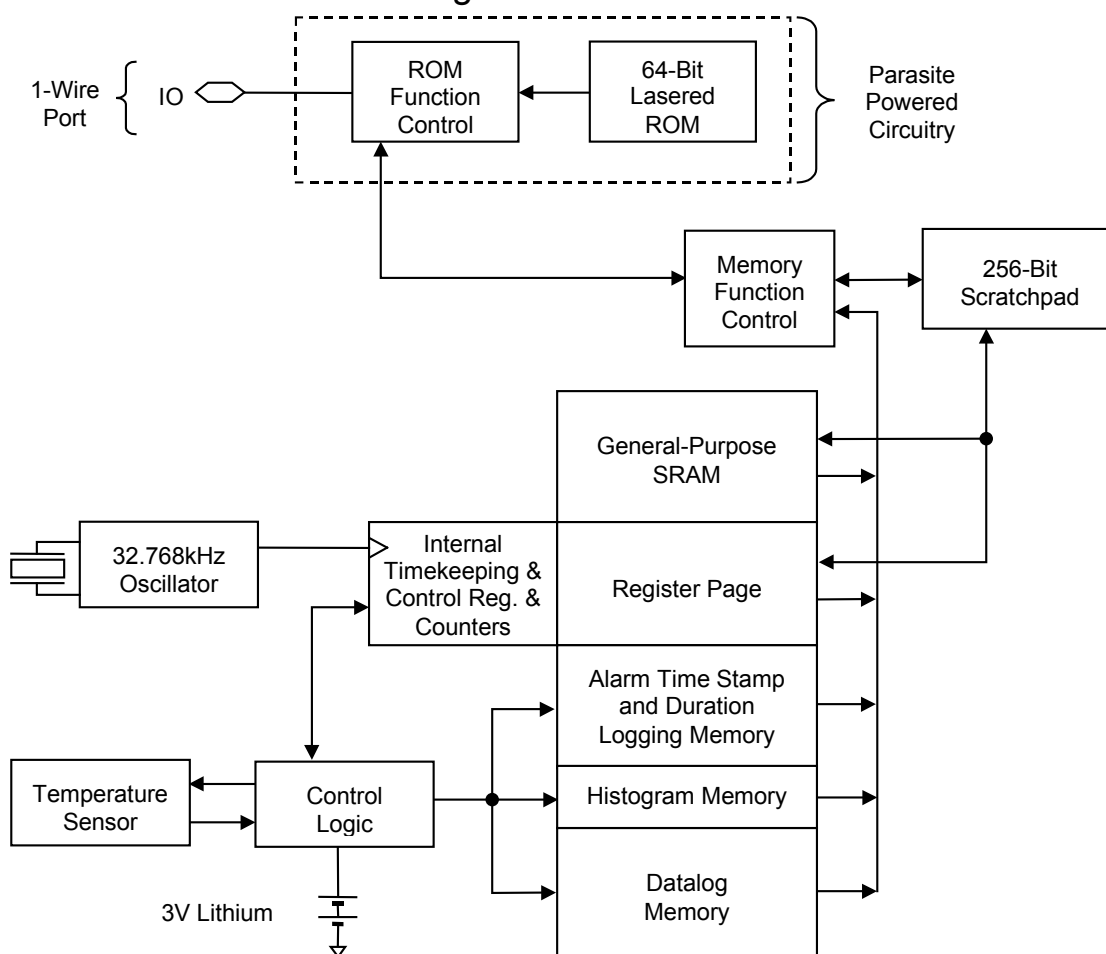 1-Wire
Port
IO
ROM
Function
Control
64-Bit
Lasered
ROM
Parasite
Powered
Circuitry
Memory
Function
Control
256-Bit
Scratchpad
General-Purpose
SRAM
32.768kHz
Oscillator
Internal
Timekeeping &
Control Reg. &
Counters
Register Page
Alarm Time Stamp
and Duration
Logging Memory
Temperature
Sensor
Control
Logic
Histogram Memory
Datalog
Memory
3V Lithium